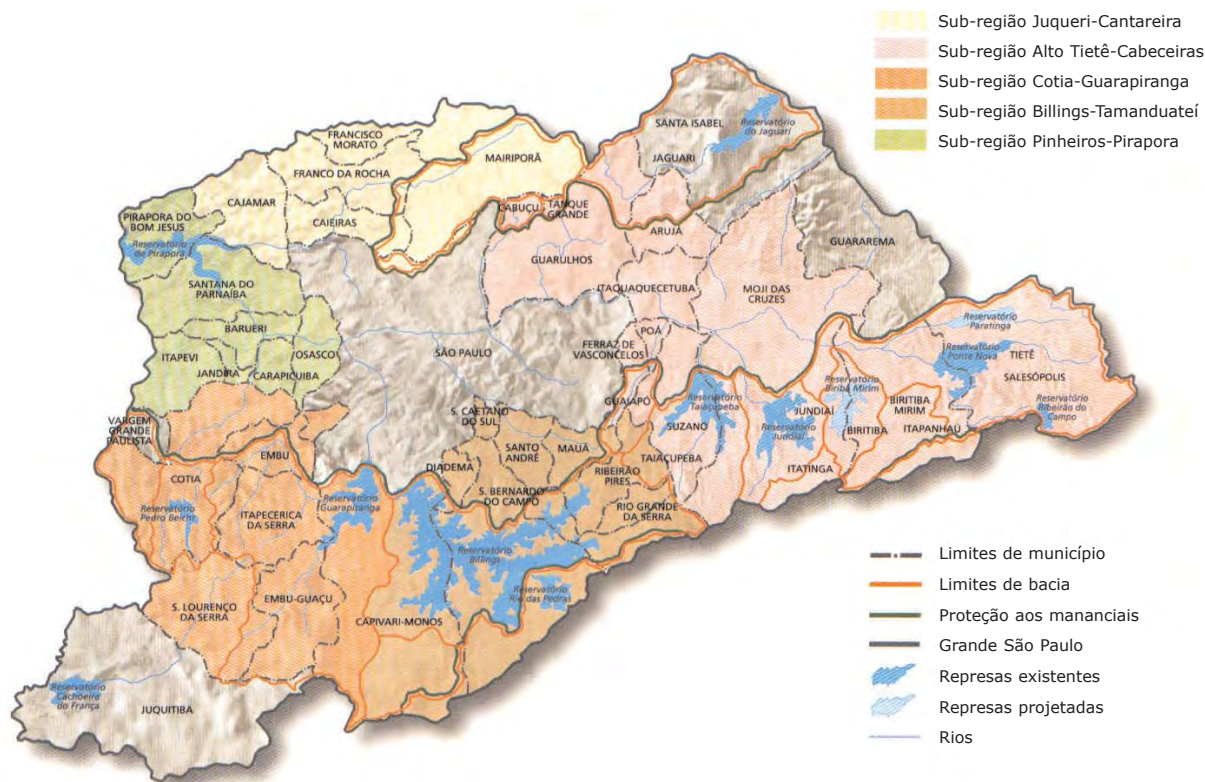 Sub-região Juqueri-Cantareira
Sub-região Alto Tietê-Cabeceiras
Sub-região Cotia-Guarapiranga
Sub-região Billings-Tamanduateí
Sub-região Pinheiros-Pirapora
FRANCISCO
MORATO
MAIRIPORÃ
FRANCO DA ROCHA
CAJAMAR
CAIEIRAS
SANTA ISABEL
Reservatório
do Jaguari
JAGUARI
PIRAPORA DO
BOM JESUS
Reservatório
de Pirapora
CABUÇU
TANQUE
GRANDE
ARUJÁ
GUARULHOS
GUARAREMA
SANTANA DO
PARNAÍBA
ITAQUAQUECETUBA
MOJI DAS
CRUZES
BARUERI
ITAPEVI
JANDIRA
CARAPICUIBA
OSASCO
SÃO PAULO
POÁ
FERRAZ DE
VASCONCELOS
Reservatório
Paratinga
Reservatório
Ponte Nova
TIETÊ
SALESÓPOLIS
Reservatório
Ribeirão do
Campo
VARGEM
GRANDE
PAULISTA
S. CAETANO
DO SUL
GUAIAPÓ
Reservatório
Taiaçupeba
SUZANO
Reservatório
Biriba Mirim
JUNDIAÍ
Reservatório
Jundiaí
BIRITIBA
MIRIM
BIRITIBA
ITAPANHAÚ
ITATINGA
EMBU
COTIA
DIADEMA
SANTO
ANDRÉ
MAUÁ
RIBEIRÃO
PIRES
TAIAÇUPEBA
S. BERNARDO
DO CAMPO
RIO GRANDE
DA SERRA
Reservatório
Pedro Beicht
ITAPECERICA
DA SERRA
Reservatório
Guarapiranga
Reservatório
Billings
Reservatório
Rio das Pedras
S. LOURENÇO
DA SERRA
EMBU-GUAÇU
CAPIVARI-MONOS
Reservatório
Cachoeira
do França
JUQUITIBA
Limites de município
Limites de bacia
Proteção aos mananciais
Grande São Paulo
Represas existentes
Represas projetadas
Rios